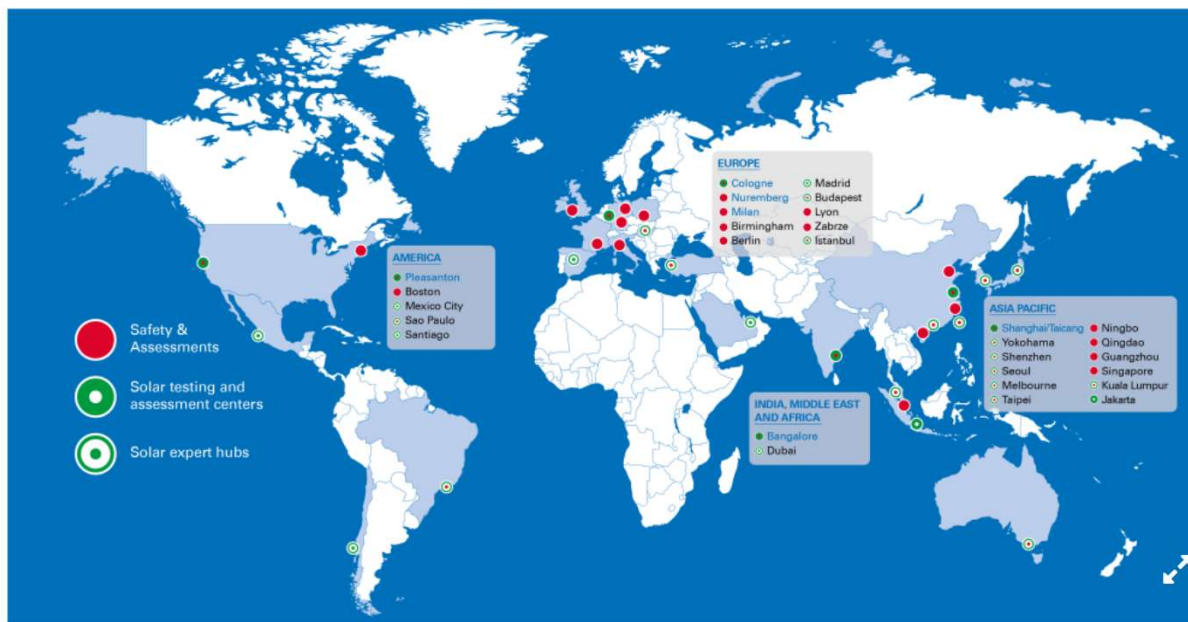 EUROPE
Cologne
Nuremberg
Milan
Birmingham
Berlin
Madrid
Budapest
Lyon
Zabrze
Istanbul
AMERICA
Pleasanton
Boston
Mexico City
Sao Paulo
Santiago
Safety &
Assessments
Solar testing and
assessment centers
Solar expert hubs
ASIA PACIFIC
Shanghai/Taicang
Yokohama
Shenzhen
Seoul
Melbourne
Taipei
Ningbo
Qingdao
Guangzhou
Singapore
Kuala Lumpur
Jakarta
INDIA, MIDDLE EAST
AND AFRICA
Bangalore
Dubai